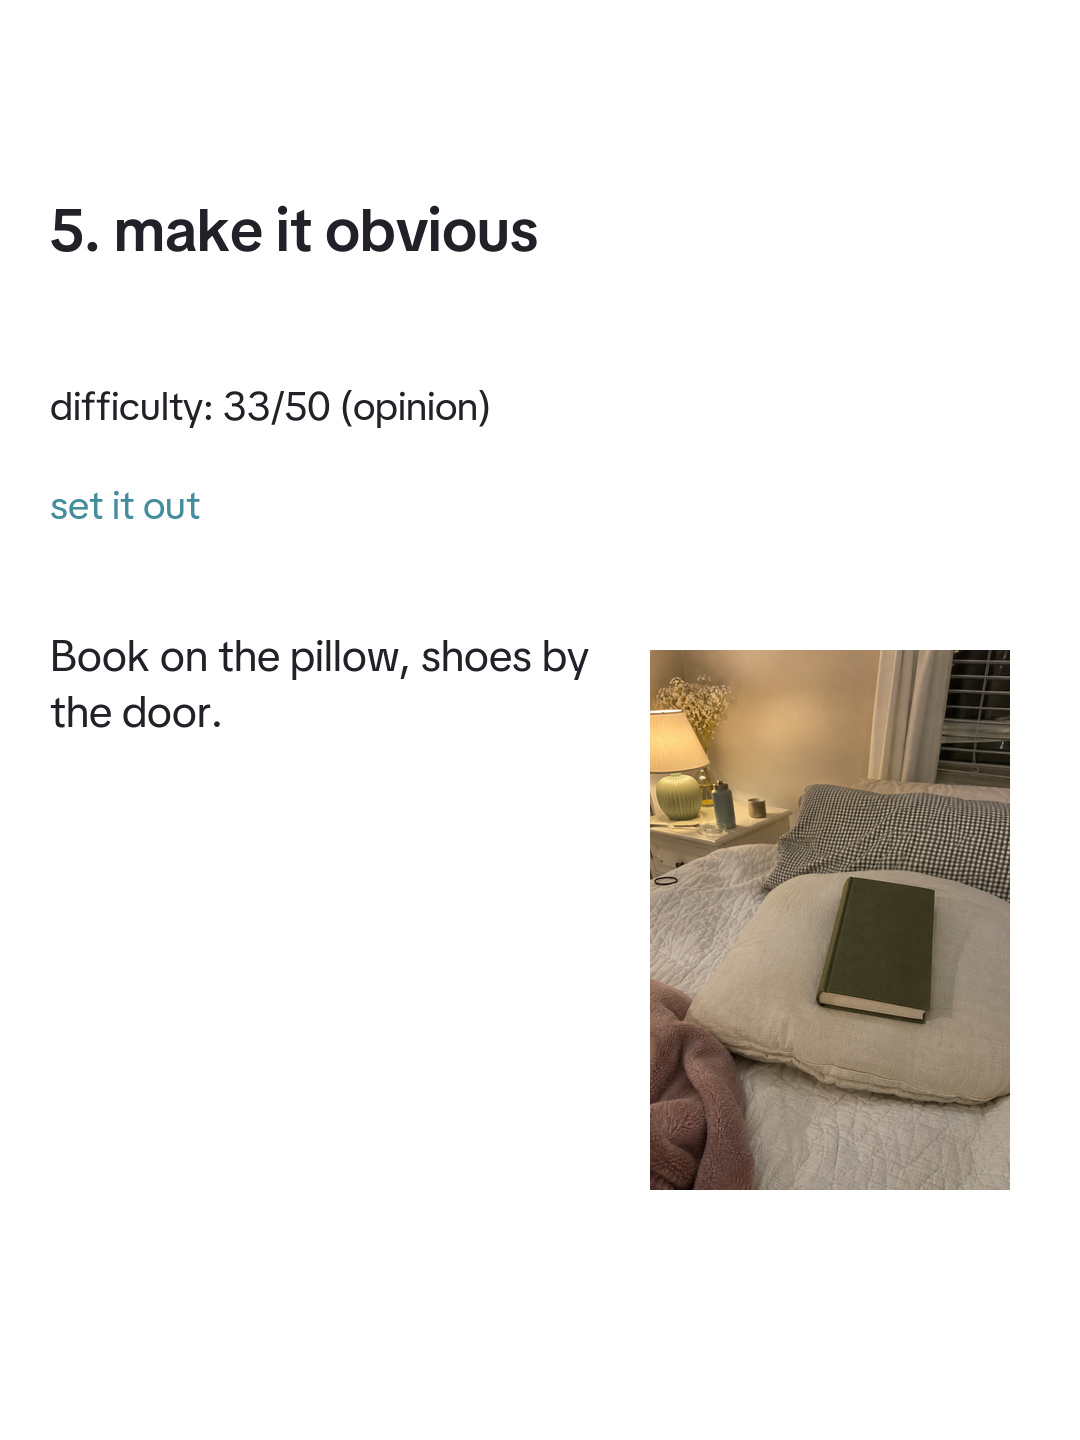 5. make it obvious
difficulty: 33/50 (opinion)
set it out
Book on the pillow, shoes by
the door.